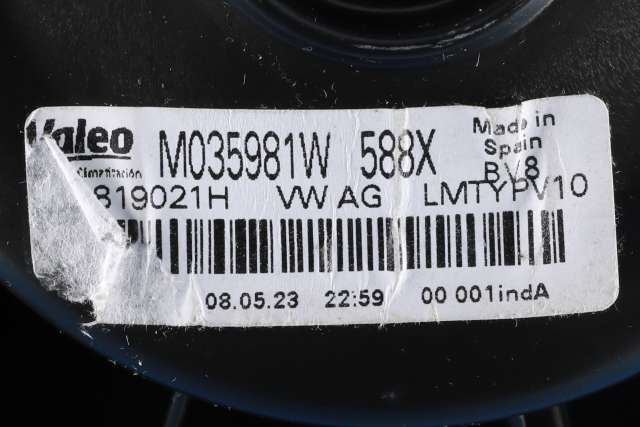 Valeo M035981W 588X Made in
Spain
Climatización BV8
819021H VW AG LMTYPV10
08.05.23 22:59 00 001indA